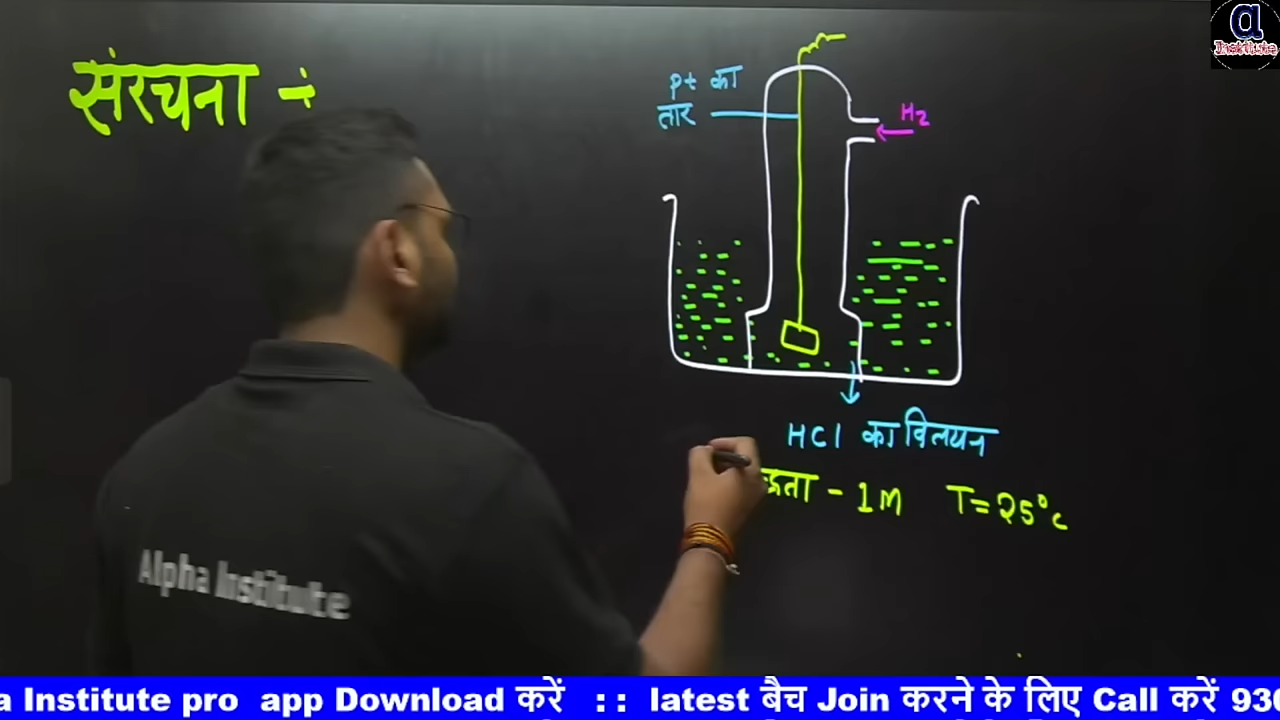 संरचना -:
Pt का
तार
H2
HCl का विलयन
- 1M T = 25°C
Alpha Institute
α
Institute
a Institute pro app Download करें :: latest बैच Join करने के लिए Call करें 930